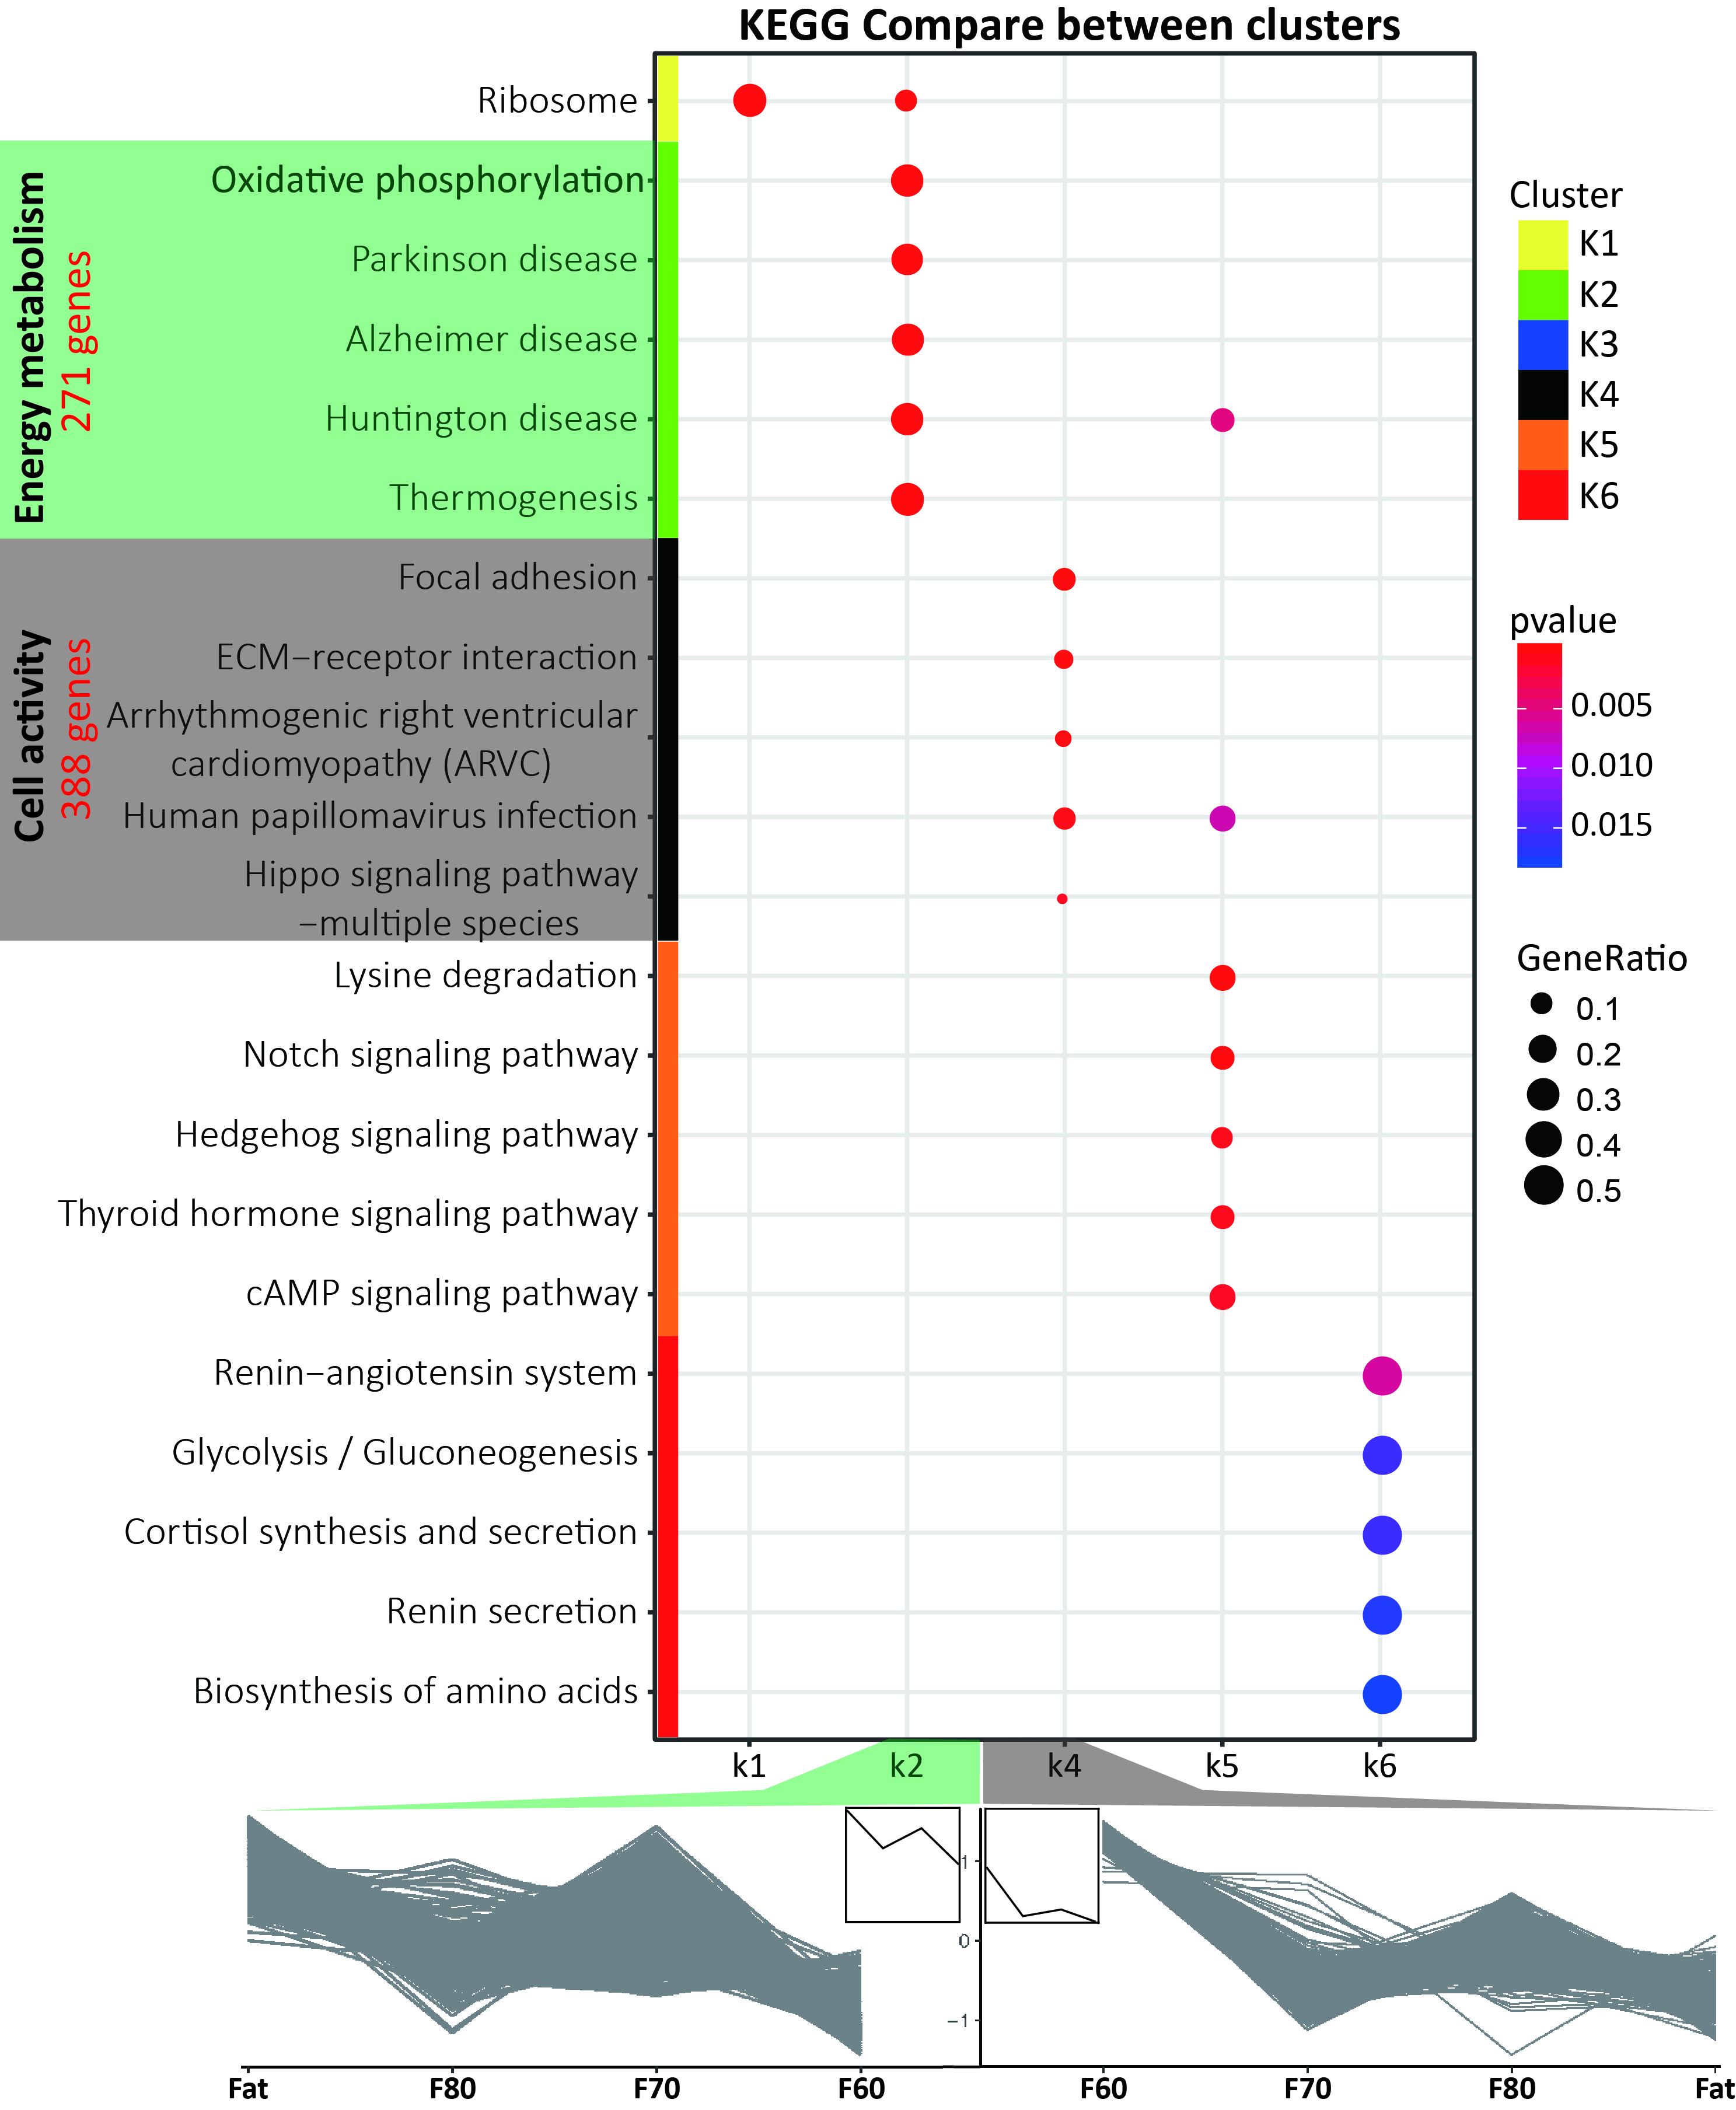 KEGG Compare between clusters
Ribosome
Energy metabolism
271 genes
Oxidative phosphorylation
Parkinson disease
Alzheimer disease
Huntington disease
Thermogenesis
Cell activity
388 genes
Focal adhesion
ECM−receptor interaction
Arrhythmogenic right ventricular
cardiomyopathy (ARVC)
Human papillomavirus infection
Hippo signaling pathway
−multiple species
Lysine degradation
Notch signaling pathway
Hedgehog signaling pathway
Thyroid hormone signaling pathway
cAMP signaling pathway
Renin−angiotensin system
Glycolysis / Gluconeogenesis
Cortisol synthesis and secretion
Renin secretion
Biosynthesis of amino acids
k1 k2 k4 k5 k6
Cluster
K1
K2
K3
K4
K5
K6
pvalue
0.005
0.010
0.015
GeneRatio
0.1
0.2
0.3
0.4
0.5
1
0
−1
Fat F80 F70 F60 F60 F70 F80 Fat